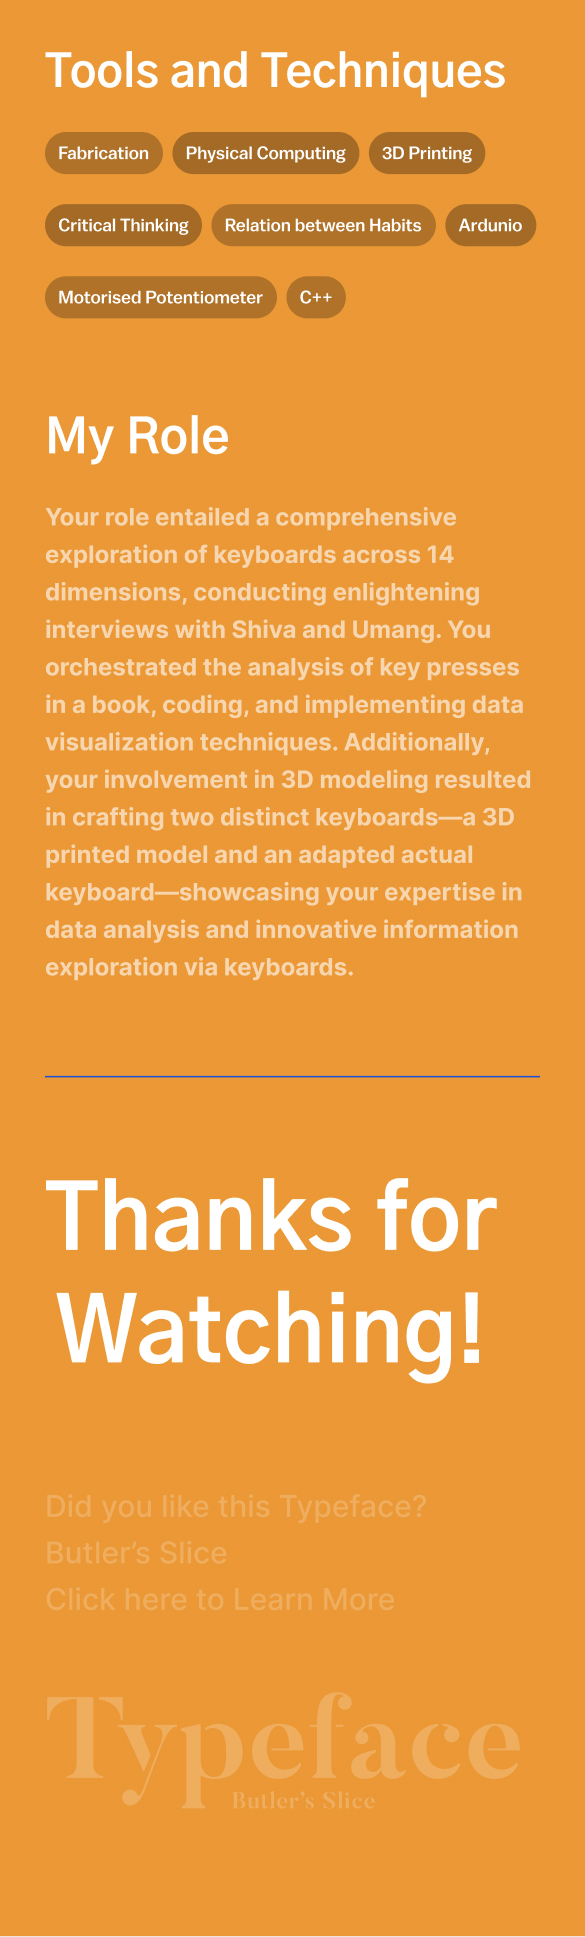 Tools and Techniques
Fabrication Physical Computing 3D Printing
Critical Thinking Relation between Habits Ardunio
Motorised Potentiometer C++
My Role
Your role entailed a comprehensive
exploration of keyboards across 14
dimensions, conducting enlightening
interviews with Shiva and Umang. You
orchestrated the analysis of key presses
in a book, coding, and implementing data
visualization techniques. Additionally,
your involvement in 3D modeling resulted
in crafting two distinct keyboards—a 3D
printed model and an adapted actual
keyboard—showcasing your expertise in
data analysis and innovative information
exploration via keyboards.
Thanks for
Watching!
Did you like this Typeface?
Butler’s Slice
Click here to Learn More
Typeface
Butler’s Slice